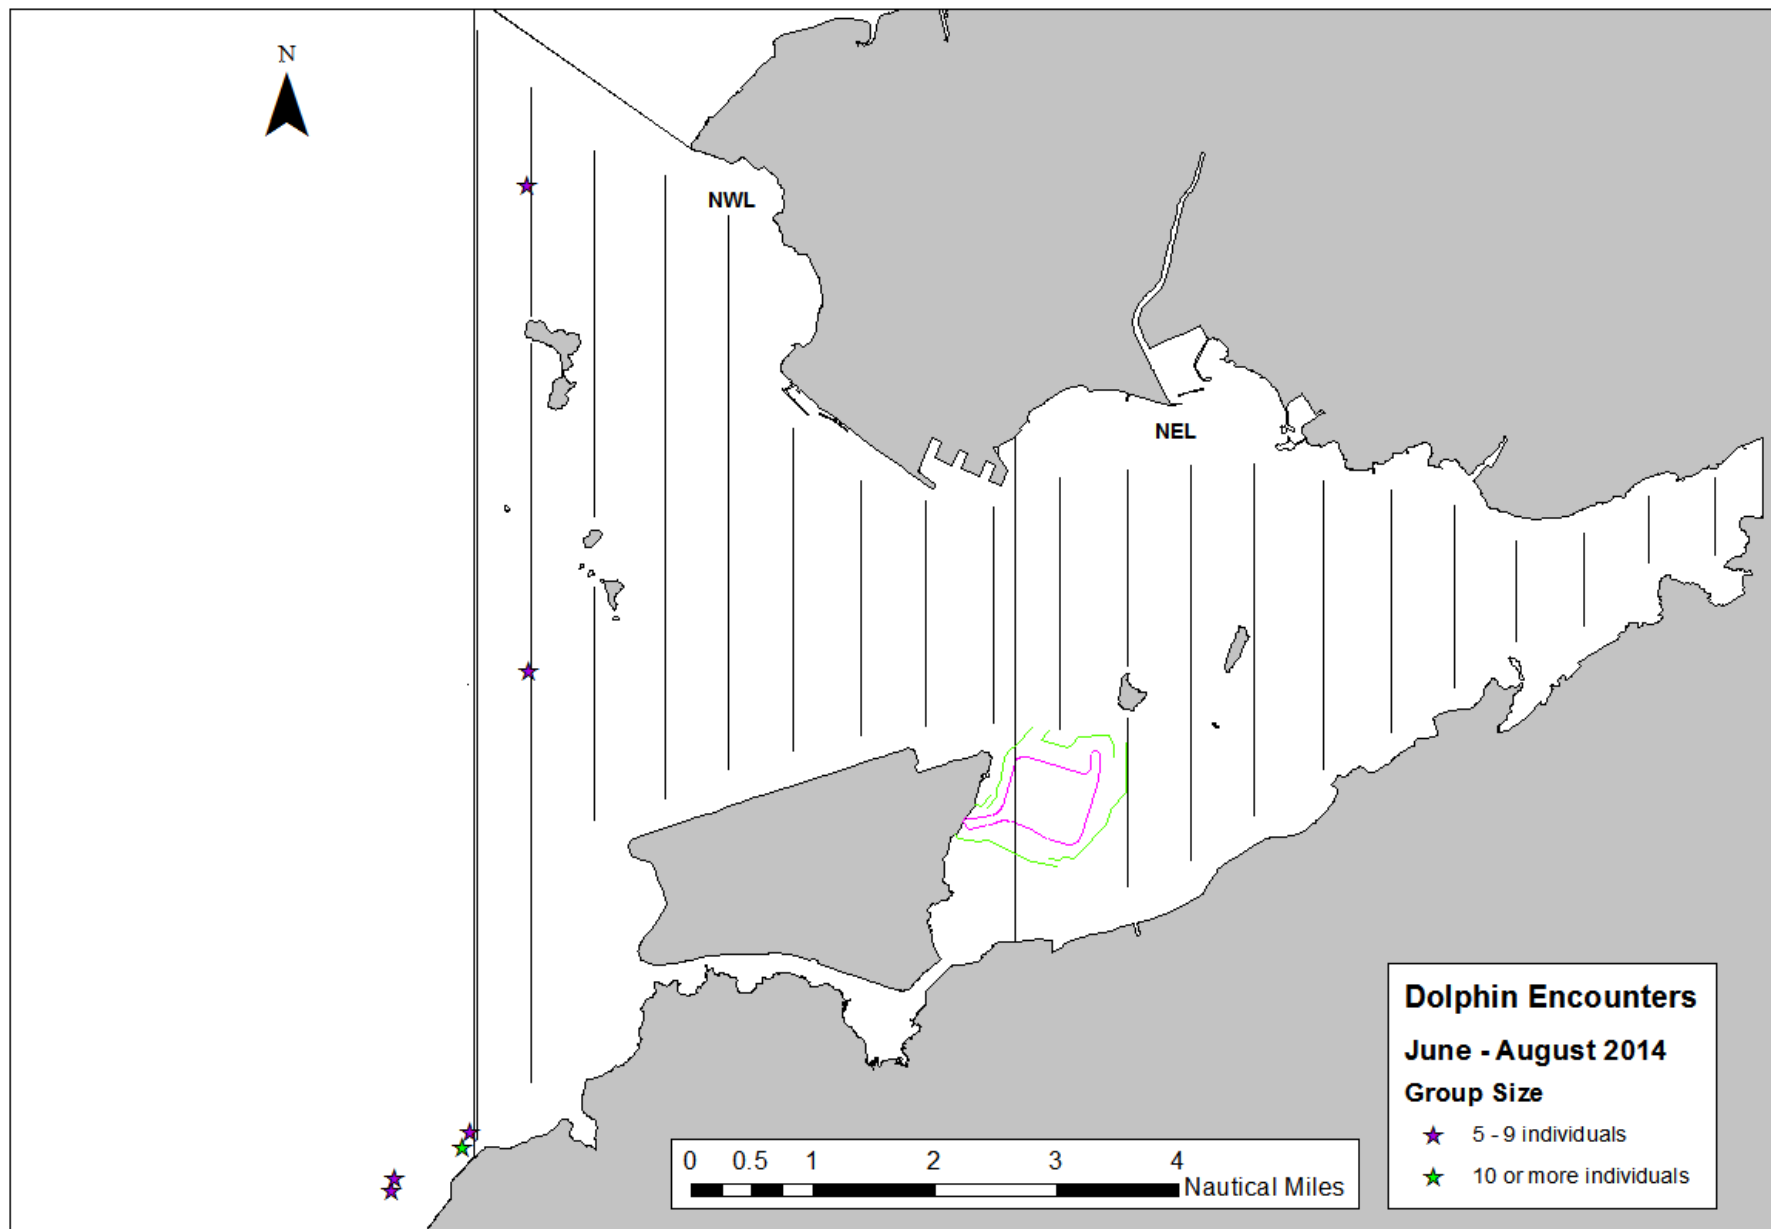 N
NWL
NEL
Dolphin Encounters
June - August 2014
Group Size
5 - 9 individuals
10 or more individuals
0 0.5 1 2 3 4
Nautical Miles